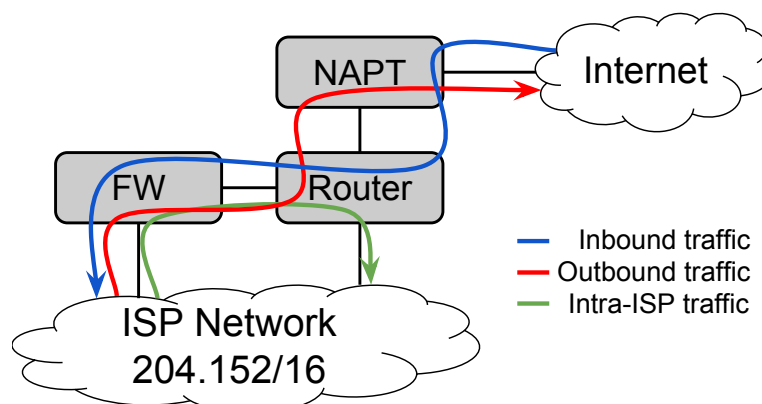 NAPT
Internet
FW
Router
Inbound traffic
Outbound traffic
Intra-ISP traffic
ISP Network
204.152/16